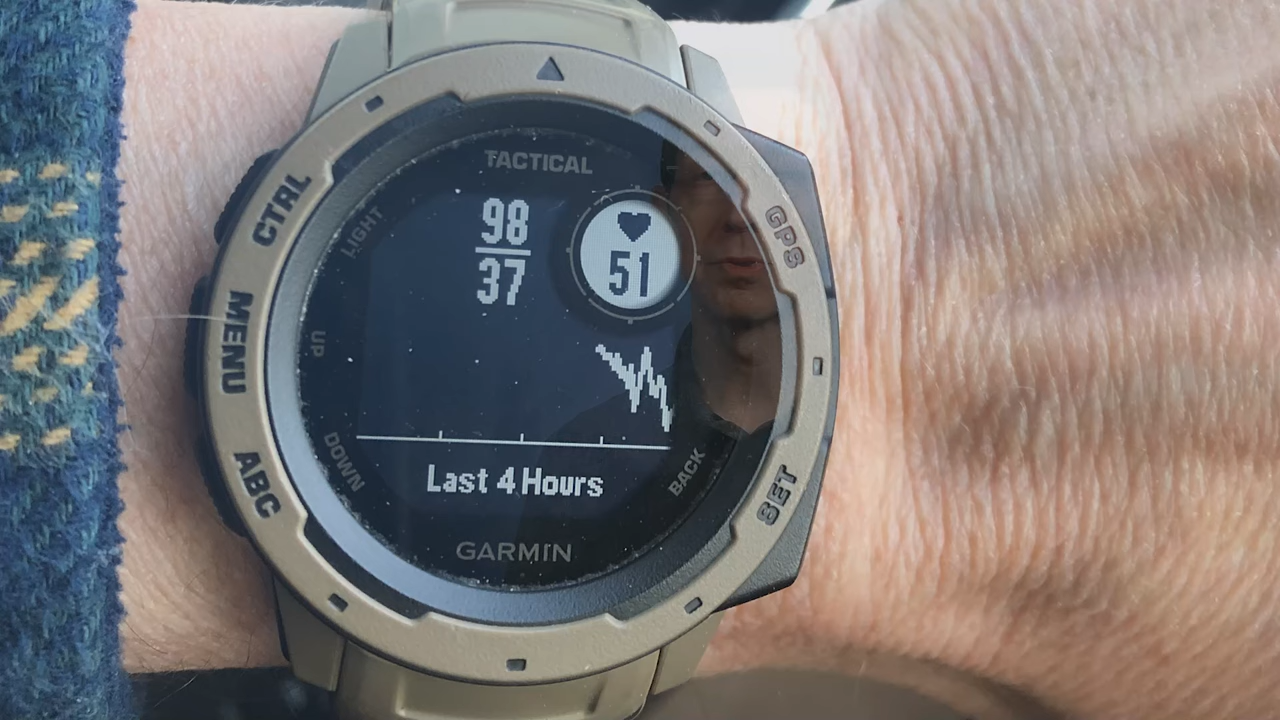 TACTICAL
98
37
51
Last 4 Hours
GARMIN
LIGHT
UP
DOWN
BACK
CTRL
MENU
ABC
GPS
SET